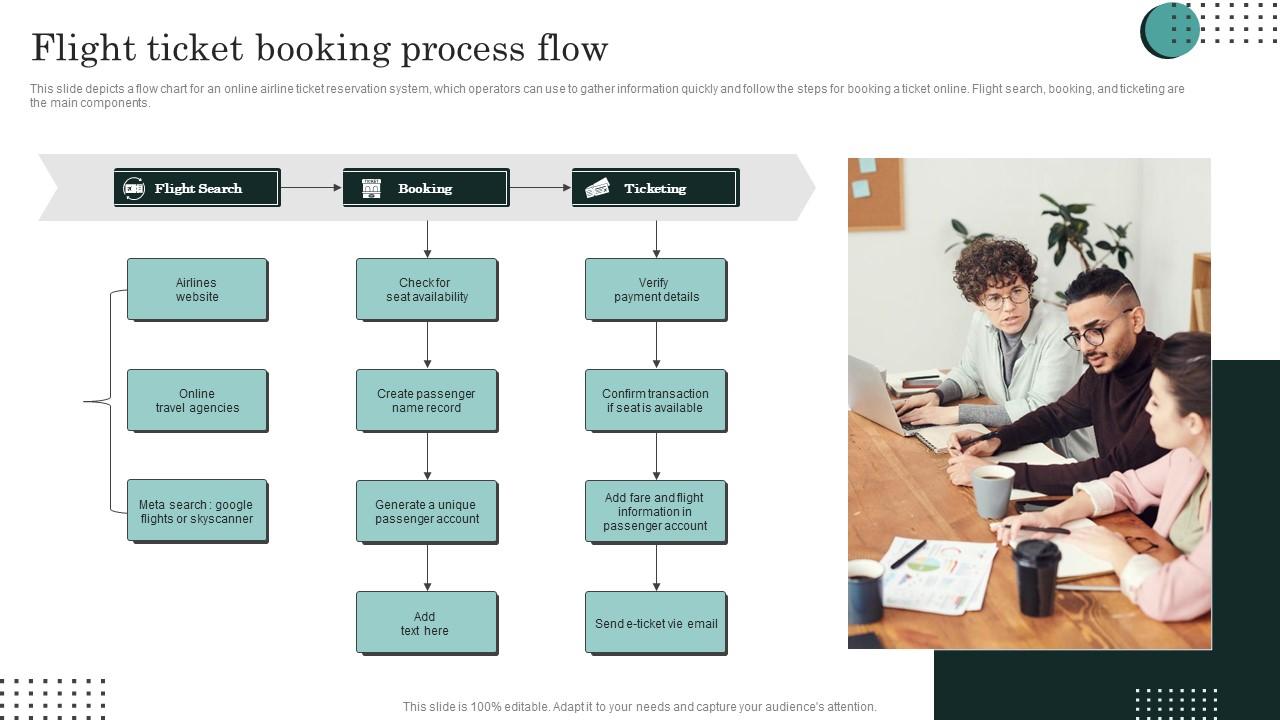 Flight ticket booking process flow
This slide depicts a flow chart for an online airline ticket reservation system, which operators can use to gather information quickly and follow the steps for booking a ticket online. Flight search, booking, and ticketing are
the main components.
Flight Search
Booking
Ticketing
Airlines
website
Online
travel agencies
Meta search : google
flights or skyscanner
Check for
seat availability
Create passenger
name record
Generate a unique
passenger account
Add
text here
Verify
payment details
Confirm transaction
if seat is available
Add fare and flight
information in
passenger account
Send e-ticket vie email
This slide is 100% editable. Adapt it to your needs and capture your audience's attention.